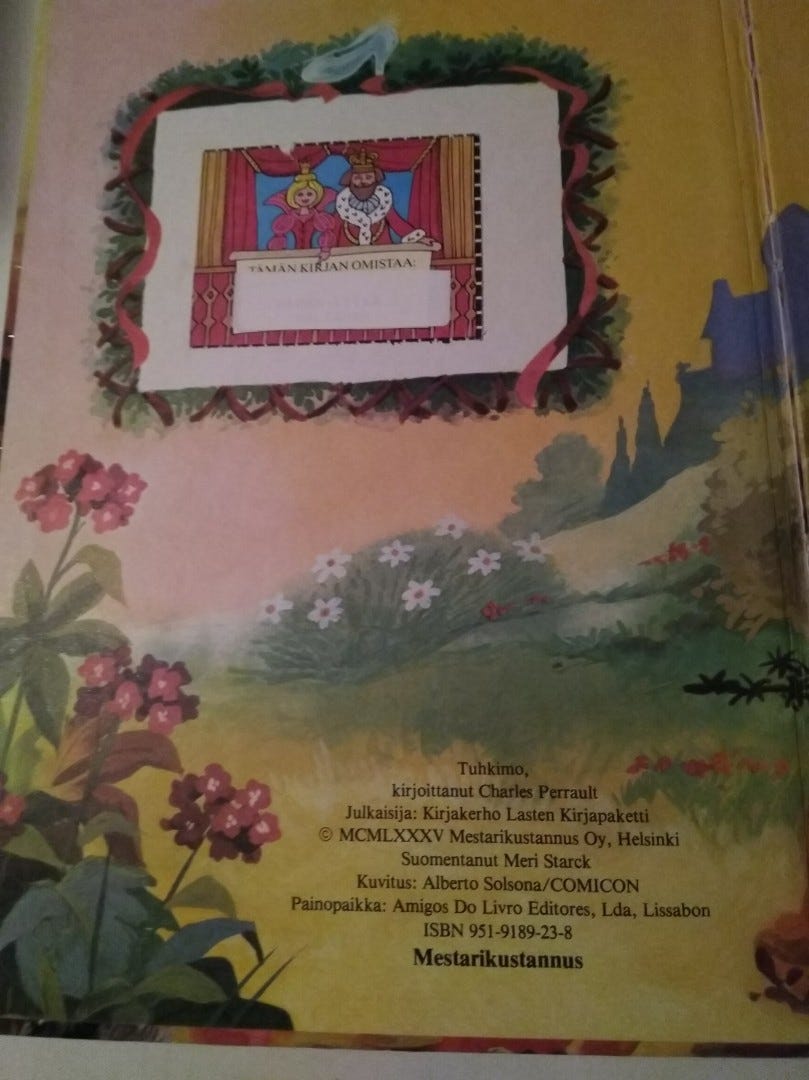 TÄMÄN KIRJAN OMISTAA:
Tuhkimo,
kirjoittanut Charles Perrault
Julkaisija: Kirjakerho Lasten Kirjapaketti
© MCMLXXXV Mestarikustannus Oy, Helsinki
Suomentanut Meri Starck
Kuvitus: Alberto Solsona/COMICON
Painopaikka: Amigos Do Livro Editores, Lda, Lissabon
ISBN 951-9189-23-8
Mestarikustannus